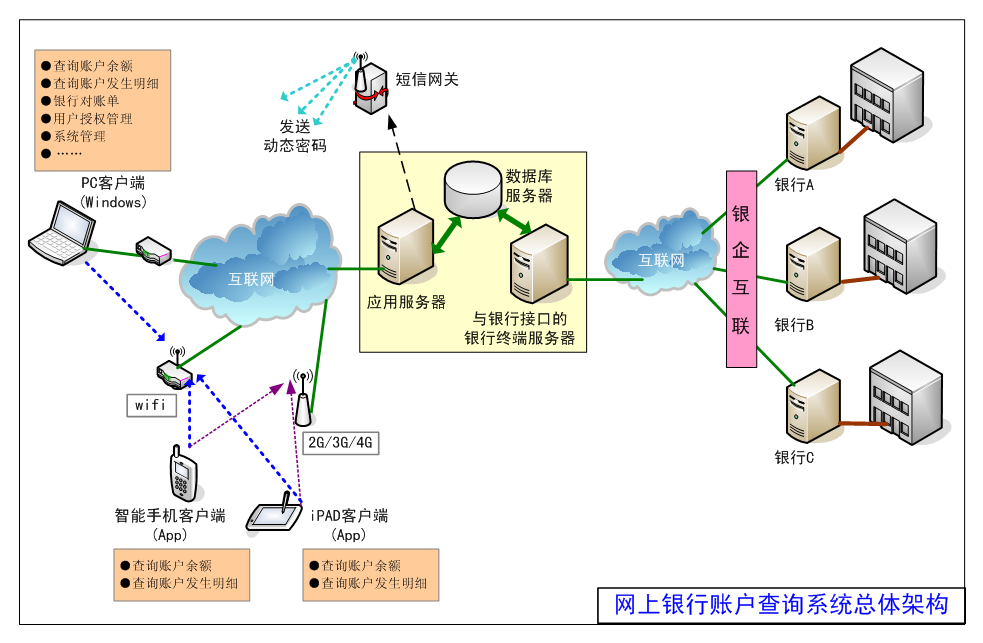 ●查询账户余额
●查询账户发生明细
●银行对账单
●用户授权管理
●系统管理
●……
PC客户端
(Windows)
短信网关
发送
动态密码
数据库
服务器
互联网
应用服务器
与银行接口的
银行终端服务器
互联网
银企互联
银行A
银行B
银行C
wifi
2G/3G/4G
智能手机客户端
(App)
●查询账户余额
●查询账户发生明细
iPAD客户端
(App)
●查询账户余额
●查询账户发生明细
网上银行账户查询系统总体架构